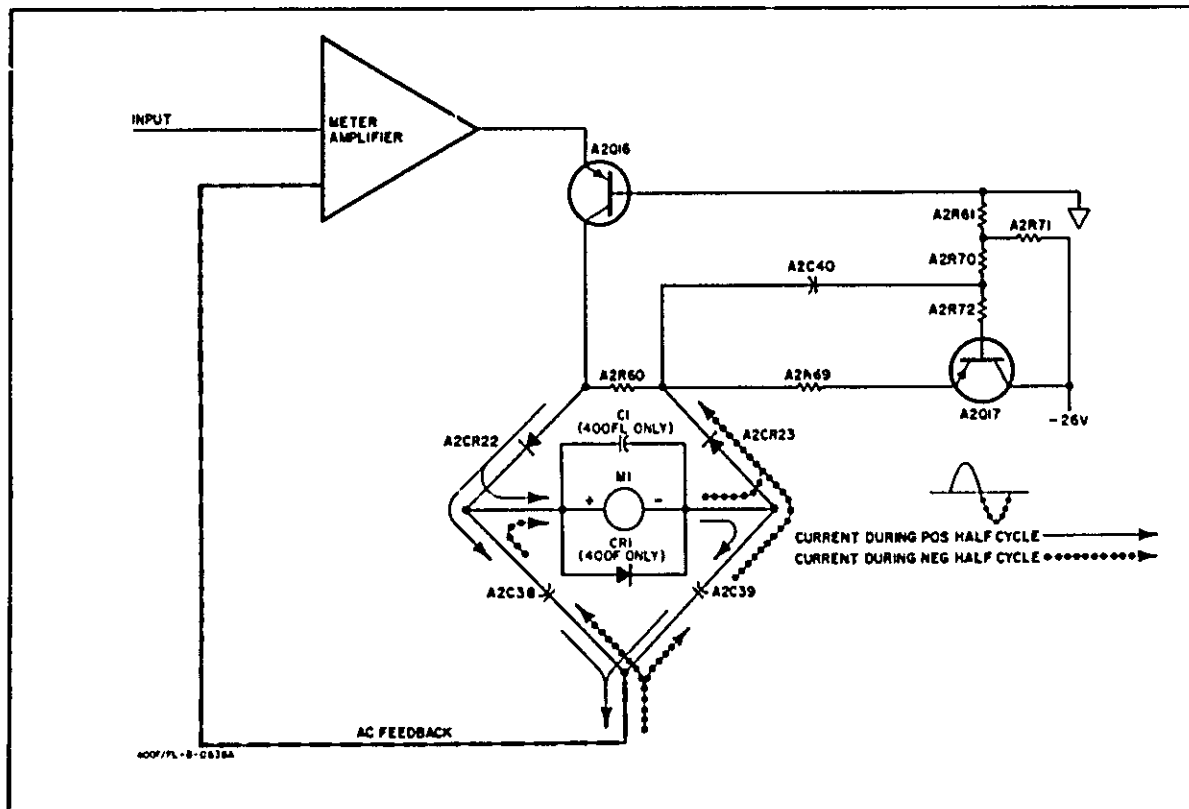 INPUT
METER
AMPLIFIER
A2Q16
A2R61
A2R71
A2R70
A2C40
A2R72
A2R60
A2R69
A2Q17
-26V
A2CR22
C1
(400FL ONLY)
A2CR23
M1
+
-
CR1
(400F ONLY)
CURRENT DURING POS HALF CYCLE
CURRENT DURING NEG HALF CYCLE
A2C38
A2C39
AC FEEDBACK
400F/FL-B-0636A